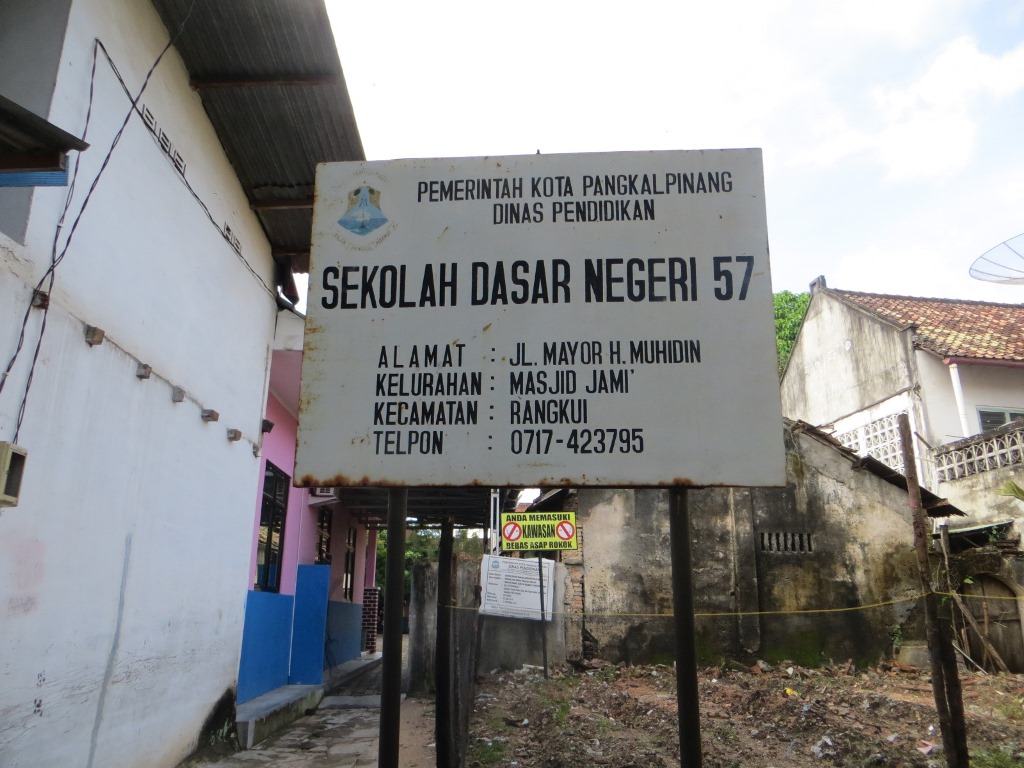 PEMERINTAH KOTA PANGKALPINANG
DINAS PENDIDIKAN
SEKOLAH DASAR NEGERI 57
ALAMAT : JL. MAYOR H. MUHIDIN
KELURAHAN : MASJID JAMI'
KECAMATAN : RANGKUI
TELPON : 0717-423795
ANDA MEMASUKI
KAWASAN
BEBAS ASAP ROKOK